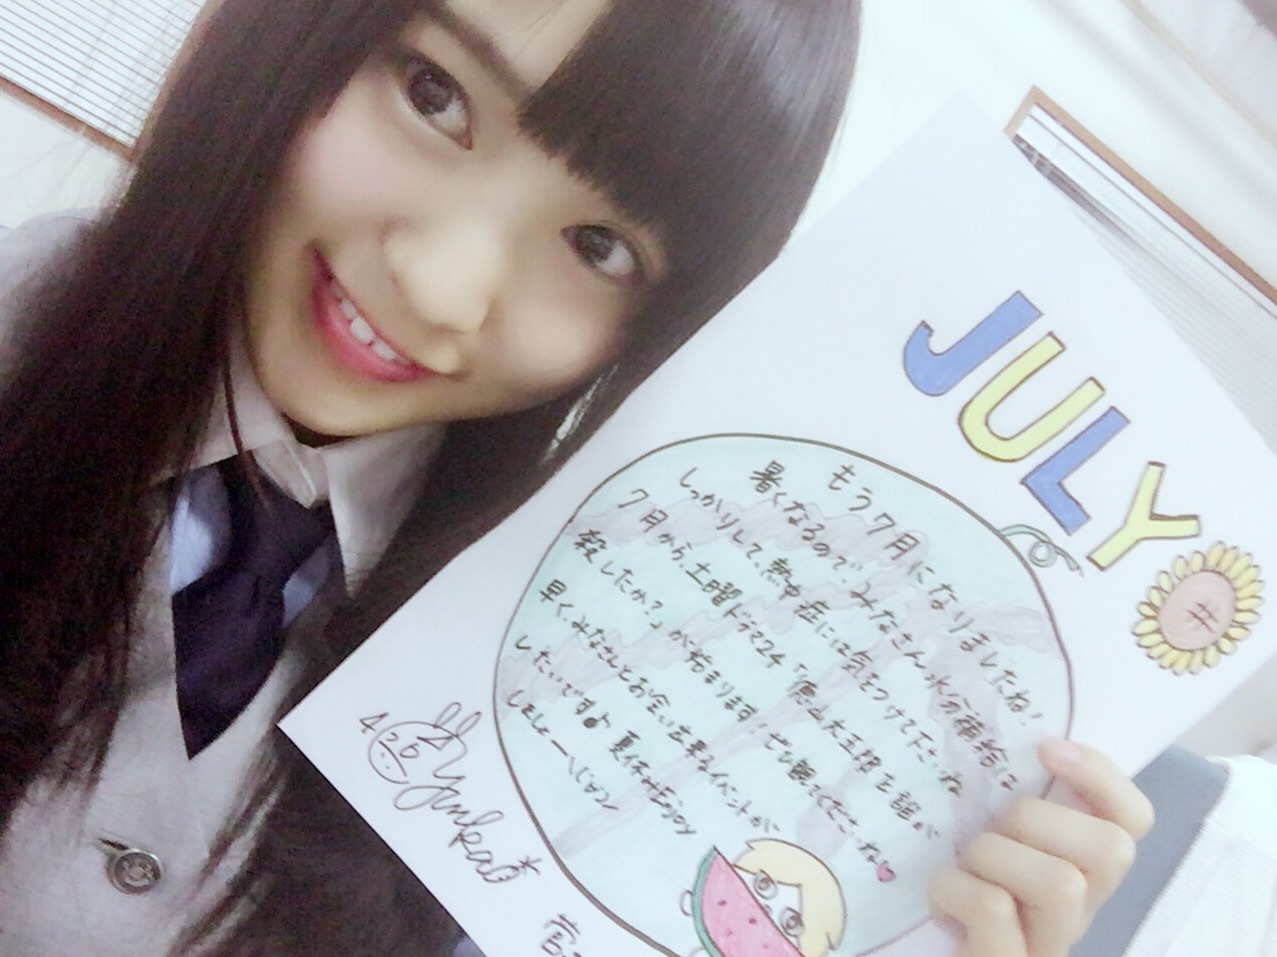 JULY
もう7月になりましたね!
暑くなるので、みなさん水分補給は
しっかりして、熱中症には気をつけて下さいね
7月から、土曜ドラマ24「徳山大五郎を誰が
殺したか?」が始まります!ぜひ観てくださいね
早く、みなさんとお会い出来るイベントが
したいです♪夏休みEnjoy
しましょー\(^^)/
426
Yuuka
菅